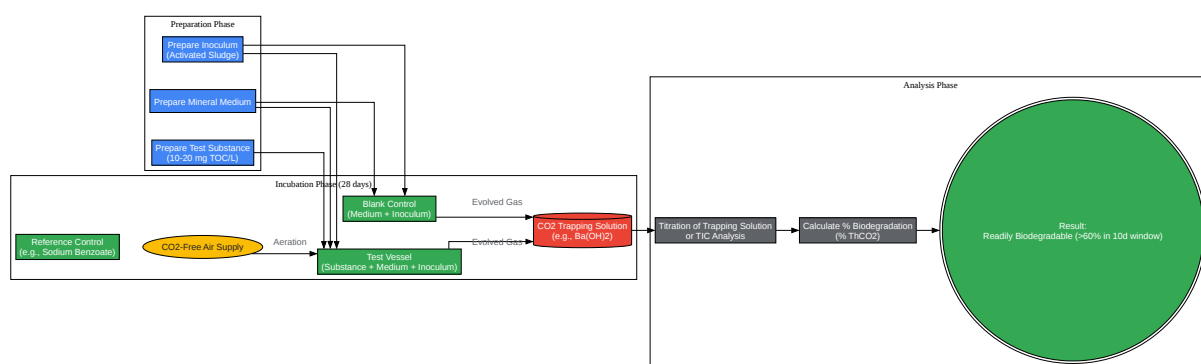 Preparation Phase
Prepare Inoculum
(Activated Sludge)
Prepare Mineral Medium
Prepare Test Substance
(10-20 mg TOC/L)
Incubation Phase (28 days)
Blank Control
(Medium + Inoculum)
Evolved Gas
Reference Control
(e.g., Sodium Benzoate)
CO2-Free Air Supply
Aeration
Test Vessel
(Substance + Medium + Inoculum)
Evolved Gas
CO2 Trapping Solution
(e.g., Ba(OH)2)
Analysis Phase
Titration of Trapping Solution
or TIC Analysis
Calculate % Biodegradation
(% ThCO2)
Result:
Readily Biodegradable (>60% in 10d window)